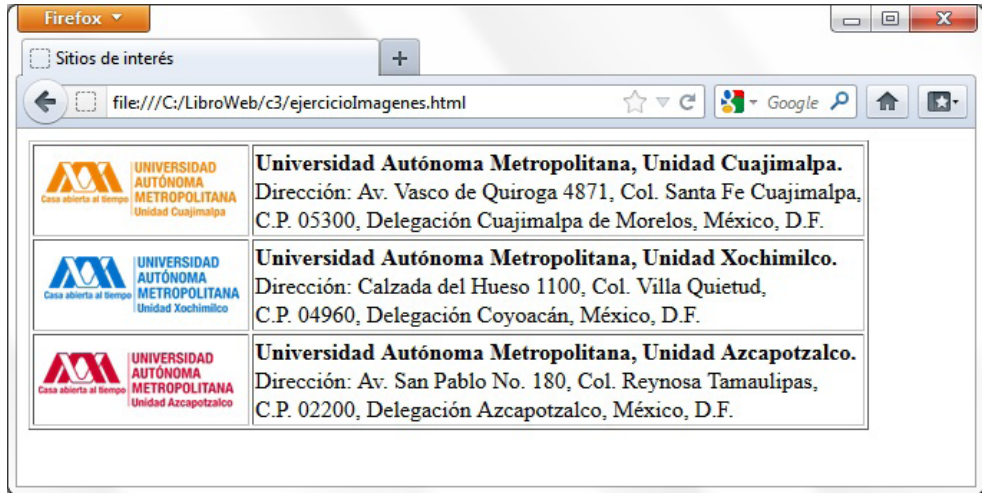 Firefox
Sitios de interés
file:///C:/LibroWeb/c3/ejercicioImagenes.html
Google
UNIVERSIDAD
AUTÓNOMA
METROPOLITANA
Casa abierta al tiempo
Unidad Cuajimalpa
Universidad Autónoma Metropolitana, Unidad Cuajimalpa.
Dirección: Av. Vasco de Quiroga 4871, Col. Santa Fe Cuajimalpa,
C.P. 05300, Delegación Cuajimalpa de Morelos, México, D.F.
UNIVERSIDAD
AUTÓNOMA
METROPOLITANA
Casa abierta al tiempo
Unidad Xochimilco
Universidad Autónoma Metropolitana, Unidad Xochimilco.
Dirección: Calzada del Hueso 1100, Col. Villa Quietud,
C.P. 04960, Delegación Coyoacán, México, D.F.
UNIVERSIDAD
AUTÓNOMA
METROPOLITANA
Casa abierta al tiempo
Unidad Azcapotzalco
Universidad Autónoma Metropolitana, Unidad Azcapotzalco.
Dirección: Av. San Pablo No. 180, Col. Reynosa Tamaulipas,
C.P. 02200, Delegación Azcapotzalco, México, D.F.